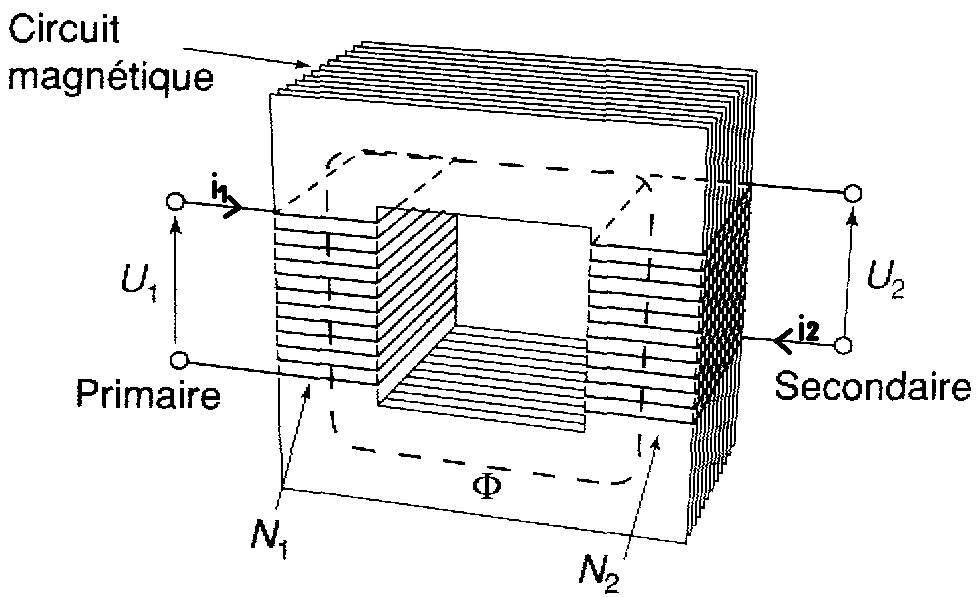 Circuit
magnétique
i1
U1
U2
i2
Primaire
Secondaire
Φ
N1
N2